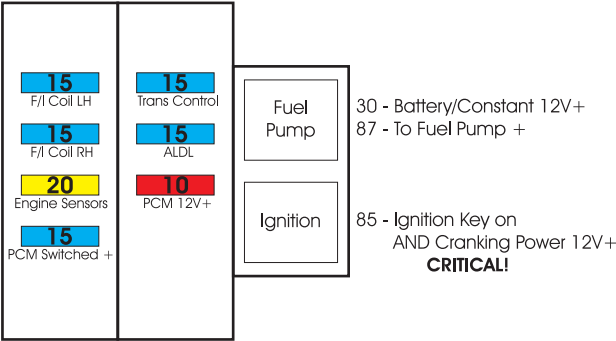 15
F/I Coil LH
15
F/I Coil RH
20
Engine Sensors
15
PCM Switched +
15
Trans Control
15
ALDL
10
PCM 12V+
Fuel
Pump
Ignition
30 - Battery/Constant 12V+
87 - To Fuel Pump +
85 - Ignition Key on
AND Cranking Power 12V+
CRITICAL!